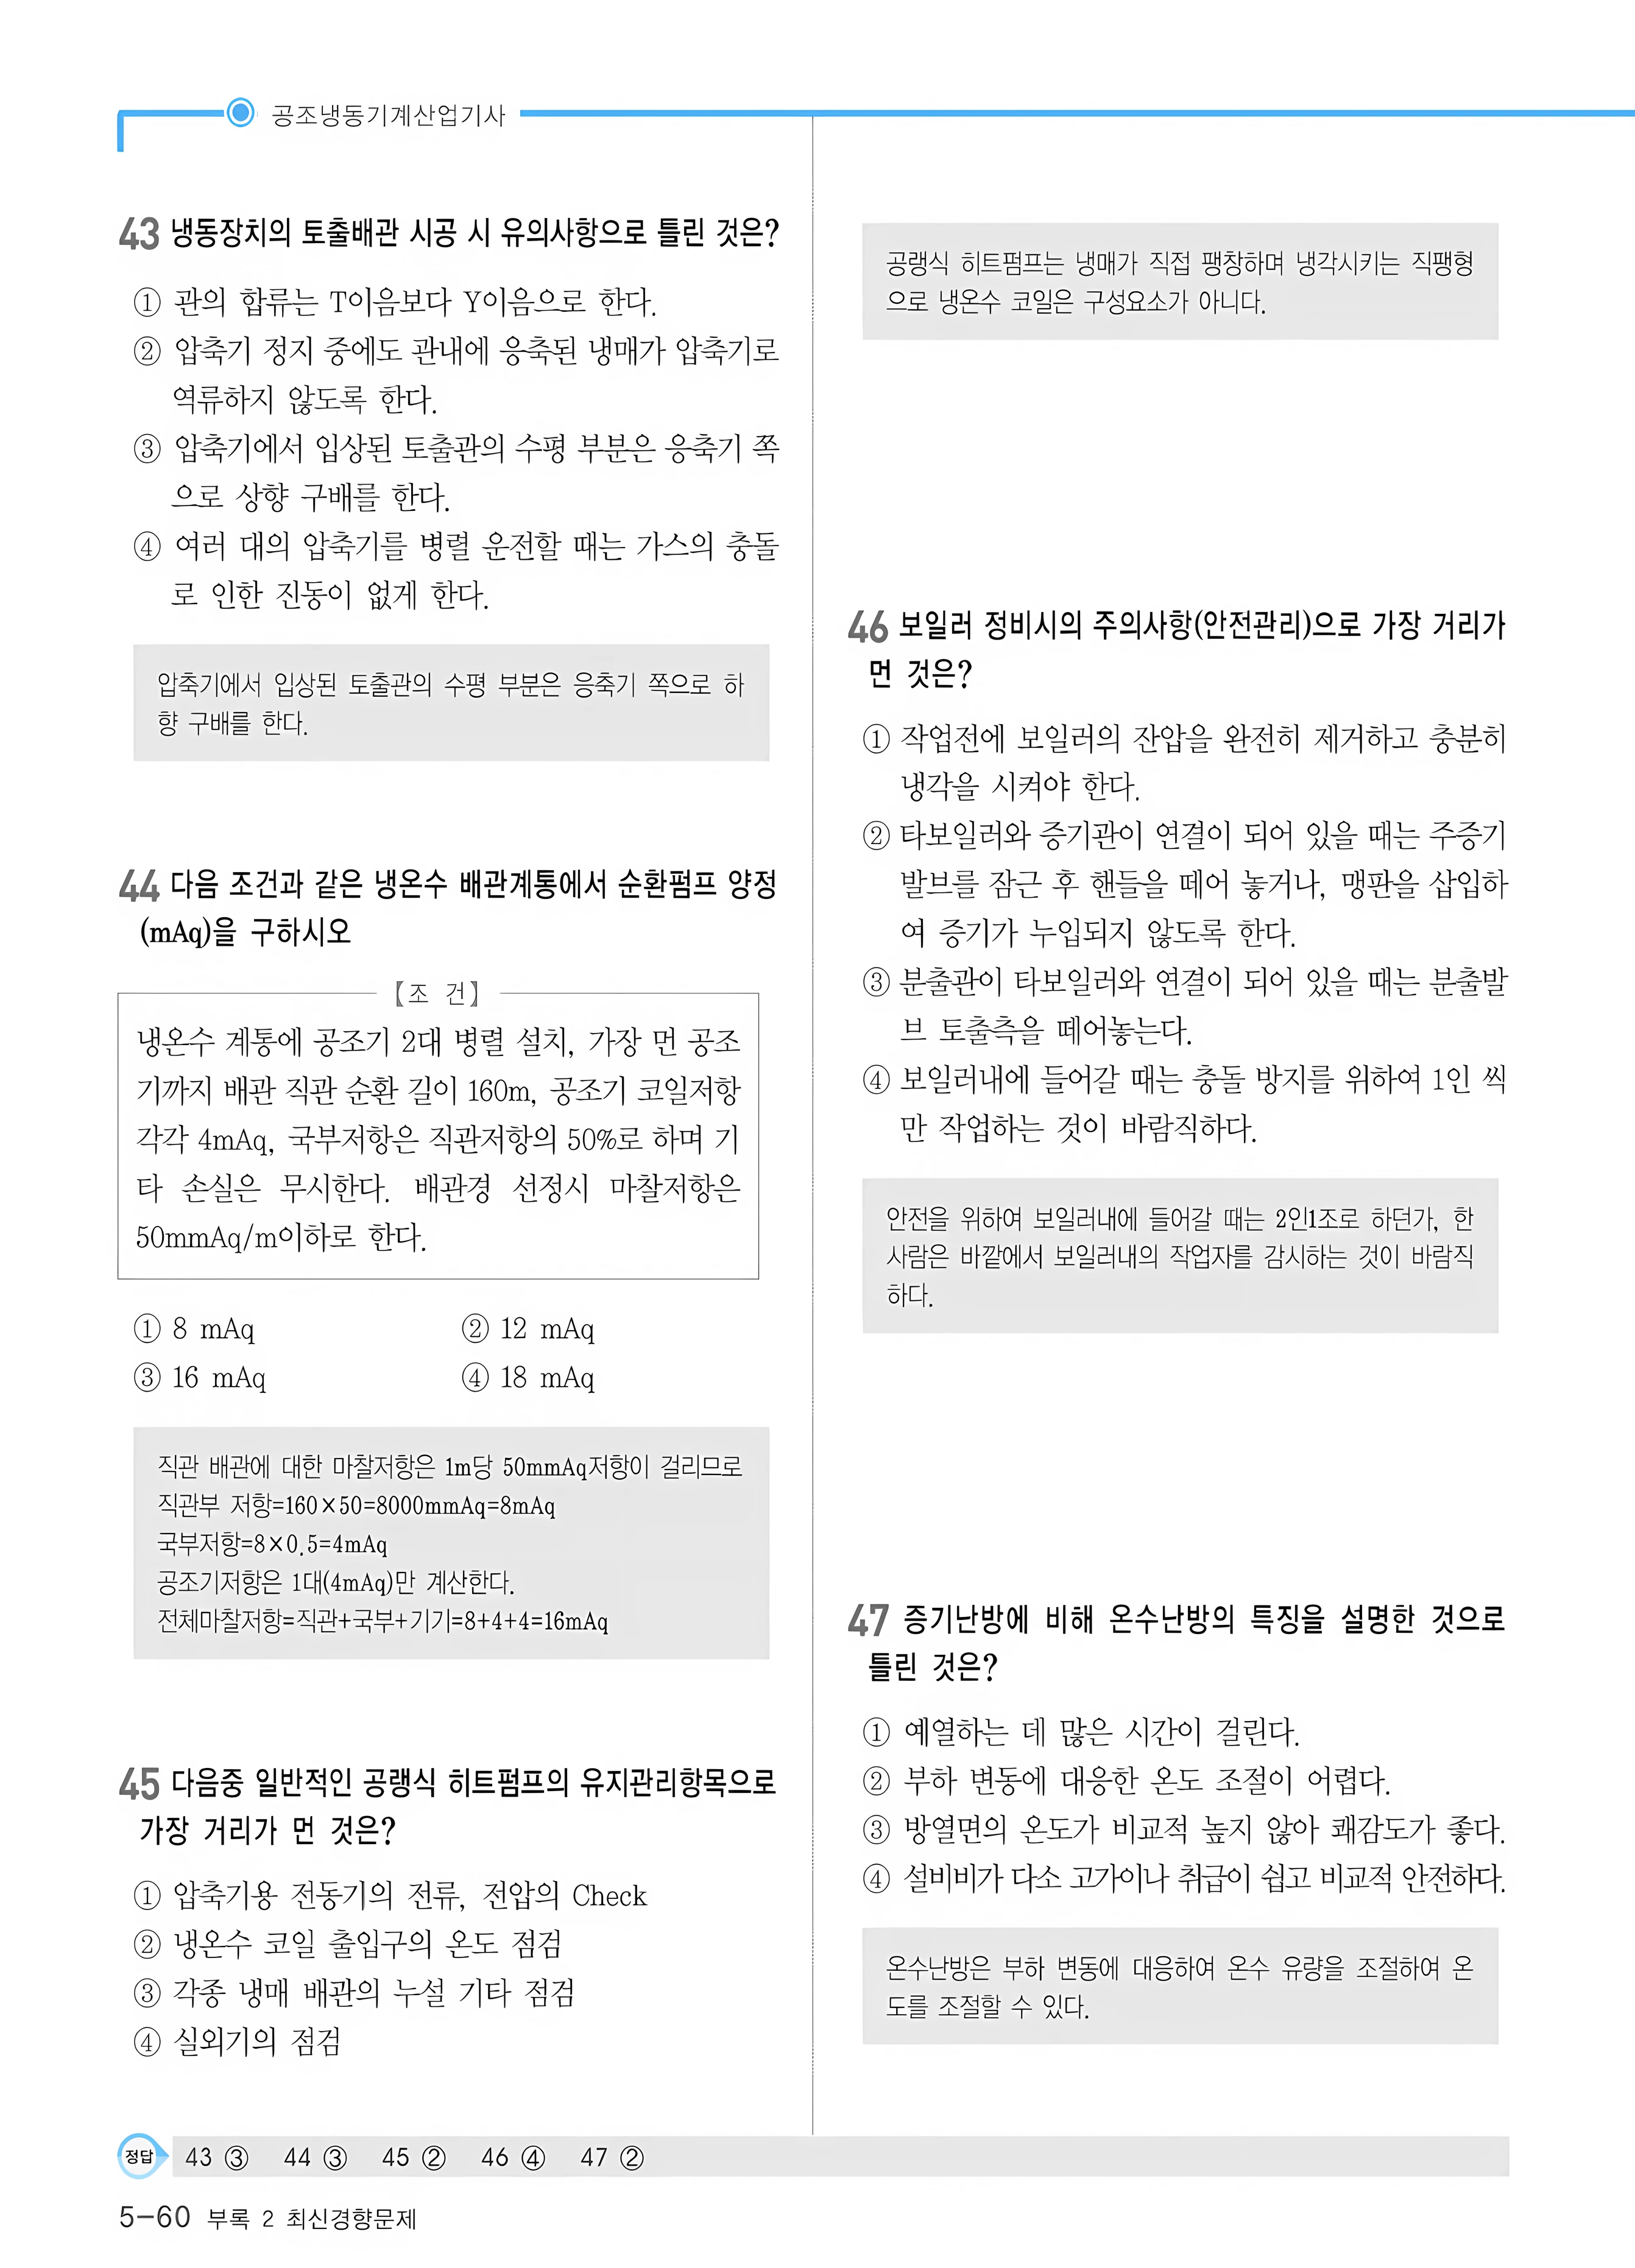 공조냉동기계산업기사
43 냉동장치의 토출배관 시공 시 유의사항으로 틀린 것은?
① 관의 합류는 T이음보다 Y이음으로 한다.
② 압축기 정지 중에도 관내에 응축된 냉매가 압축기로
역류하지 않도록 한다.
③ 압축기에서 입상된 토출관의 수평 부분은 응축기 쪽
으로 상향 구배를 한다.
④ 여러 대의 압축기를 병렬 운전할 때는 가스의 충돌
로 인한 진동이 없게 한다.
압축기에서 입상된 토출관의 수평 부분은 응축기 쪽으로 하
향 구배를 한다.
44 다음 조건과 같은 냉온수 배관계통에서 순환펌프 양정
(mAq)을 구하시오
【조 건】
냉온수 계통에 공조기 2대 병렬 설치, 가장 먼 공조
기까지 배관 직관 순환 길이 160m, 공조기 코일저항
각각 4mAq, 국부저항은 직관저항의 50%로 하며 기
타 손실은 무시한다. 배관경 선정시 마찰저항은
50mmAq/m이하로 한다.
① 8 mAq ② 12 mAq
③ 16 mAq ④ 18 mAq
직관 배관에 대한 마찰저항은 1m당 50mmAq저항이 걸리므로
직관부 저항=160×50=8000mmAq=8mAq
국부저항=8×0.5=4mAq
공조기저항은 1대(4mAq)만 계산한다.
전체마찰저항=직관+국부+기기=8+4+4=16mAq
45 다음중 일반적인 공랭식 히트펌프의 유지관리항목으로
가장 거리가 먼 것은?
① 압축기용 전동기의 전류, 전압의 Check
② 냉온수 코일 출입구의 온도 점검
③ 각종 냉매 배관의 누설 기타 점검
④ 실외기의 점검
공랭식 히트펌프는 냉매가 직접 팽창하며 냉각시키는 직팽형
으로 냉온수 코일은 구성요소가 아니다.
46 보일러 정비시의 주의사항(안전관리)으로 가장 거리가
먼 것은?
① 작업전에 보일러의 잔압을 완전히 제거하고 충분히
냉각을 시켜야 한다.
② 타보일러와 증기관이 연결이 되어 있을 때는 주증기
발브를 잠근 후 핸들을 떼어 놓거나, 맹판을 삽입하
여 증기가 누입되지 않도록 한다.
③ 분출관이 타보일러와 연결이 되어 있을 때는 분출발
브 토출측을 떼어놓는다.
④ 보일러내에 들어갈 때는 충돌 방지를 위하여 1인 씩
만 작업하는 것이 바람직하다.
안전을 위하여 보일러내에 들어갈 때는 2인1조로 하던가, 한
사람은 바깥에서 보일러내의 작업자를 감시하는 것이 바람직
하다.
47 증기난방에 비해 온수난방의 특징을 설명한 것으로
틀린 것은?
① 예열하는 데 많은 시간이 걸린다.
② 부하 변동에 대응한 온도 조절이 어렵다.
③ 방열면의 온도가 비교적 높지 않아 쾌감도가 좋다.
④ 설비비가 다소 고가이나 취급이 쉽고 비교적 안전하다.
온수난방은 부하 변동에 대응하여 온수 유량을 조절하여 온
도를 조절할 수 있다.
정답 43 ③ 44 ③ 45 ② 46 ④ 47 ②
5-60 부록 2 최신경향문제